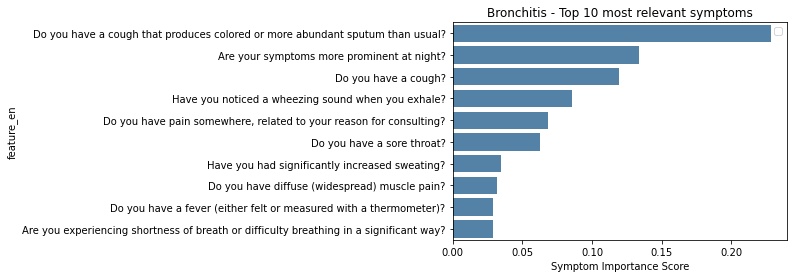 Bronchitis - Top 10 most relevant symptoms
Do you have a cough that produces colored or more abundant sputum than usual?
Are your symptoms more prominent at night?
Do you have a cough?
Have you noticed a wheezing sound when you exhale?
Do you have pain somewhere, related to your reason for consulting?
Do you have a sore throat?
Have you had significantly increased sweating?
Do you have diffuse (widespread) muscle pain?
Do you have a fever (either felt or measured with a thermometer)?
Are you experiencing shortness of breath or difficulty breathing in a significant way?
feature_en
0.00 0.05 0.10 0.15 0.20
Symptom Importance Score